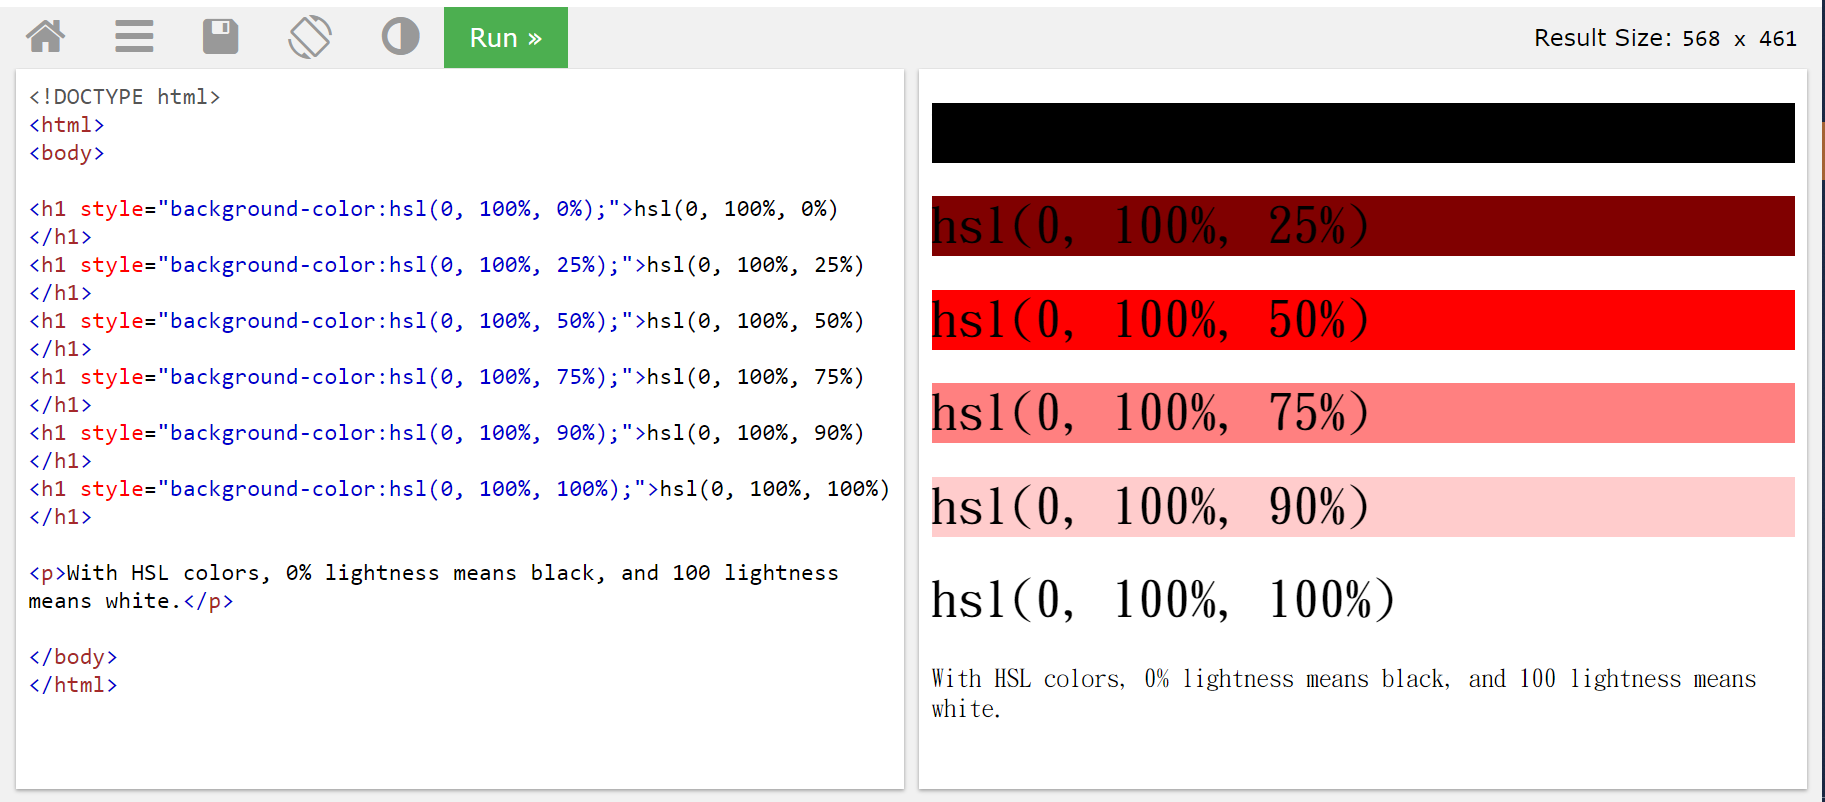 Run »
Result Size: 568 x 461
<!DOCTYPE html>
<html>
<body>
<h1 style="background-color:hsl(0, 100%, 0%);">hsl(0, 100%, 0%)
</h1>
<h1 style="background-color:hsl(0, 100%, 25%);">hsl(0, 100%, 25%)
</h1>
<h1 style="background-color:hsl(0, 100%, 50%);">hsl(0, 100%, 50%)
</h1>
<h1 style="background-color:hsl(0, 100%, 75%);">hsl(0, 100%, 75%)
</h1>
<h1 style="background-color:hsl(0, 100%, 90%);">hsl(0, 100%, 90%)
</h1>
<h1 style="background-color:hsl(0, 100%, 100%);">hsl(0, 100%, 100%)
</h1>
<p>With HSL colors, 0% lightness means black, and 100 lightness
means white.</p>
</body>
</html>
hsl(0, 100%, 25%)
hsl(0, 100%, 50%)
hsl(0, 100%, 75%)
hsl(0, 100%, 90%)
hsl(0, 100%, 100%)
With HSL colors, 0% lightness means black, and 100 lightness means
white.